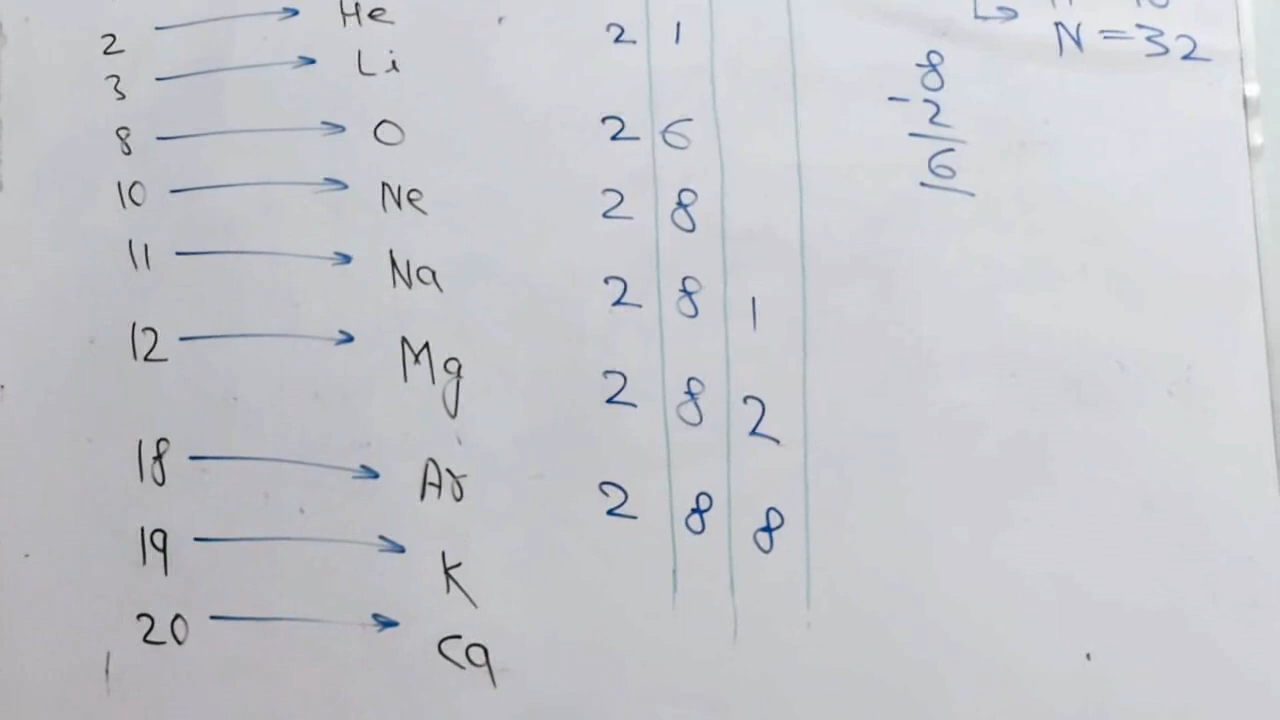 2 → He
3 → Li 2 1
8 → O 2 6
10 → Ne 2 8
11 → Na 2 8 1
12 → Mg 2 8 2
18 → Ar 2 8 8
19 → K
20 → Ca
N = 32
8
- 2
/6/